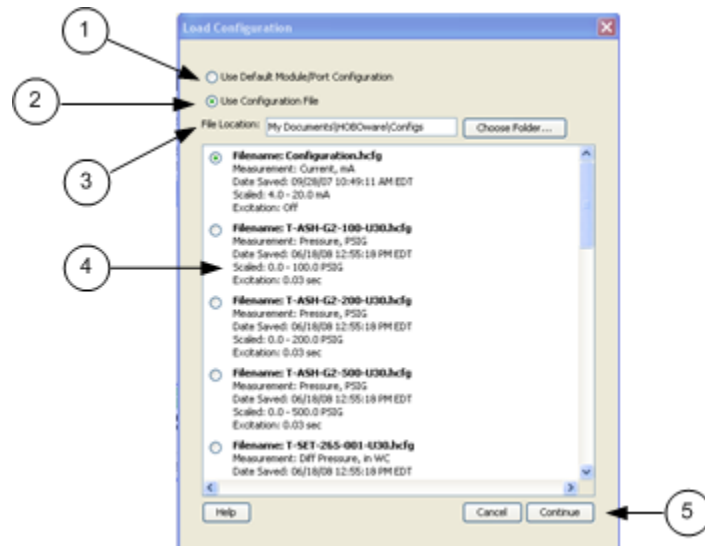 Load Configuration
1
Use Default Module/Port Configuration
2
Use Configuration File
File Location: My Documents\HOBOware\Configs Choose Folder...
3
Filename: Configuration.hcfg
Measurement: Current, mA
Date Saved: 09/28/07 10:49:11 AM EDT
Scaled: 4.0 - 20.0 mA
Excitation: Off
Filename: T-ASH-G2-100-U30.hcfg
Measurement: Pressure, PSIG
Date Saved: 06/18/08 12:55:18 PM EDT
4
Scaled: 0.0 - 100.0 PSIG
Excitation: 0.03 sec
Filename: T-ASH-G2-200-U30.hcfg
Measurement: Pressure, PSIG
Date Saved: 06/18/08 12:55:18 PM EDT
Scaled: 0.0 - 200.0 PSIG
Excitation: 0.03 sec
Filename: T-ASH-G2-500-U30.hcfg
Measurement: Pressure, PSIG
Date Saved: 06/18/08 12:55:18 PM EDT
Scaled: 0.0 - 500.0 PSIG
Excitation: 0.03 sec
Filename: T-SET-265-001-U30.hcfg
Measurement: Diff Pressure, in WC
Date Saved: 06/18/08 12:55:18 PM EDT
Help Cancel Continue
5